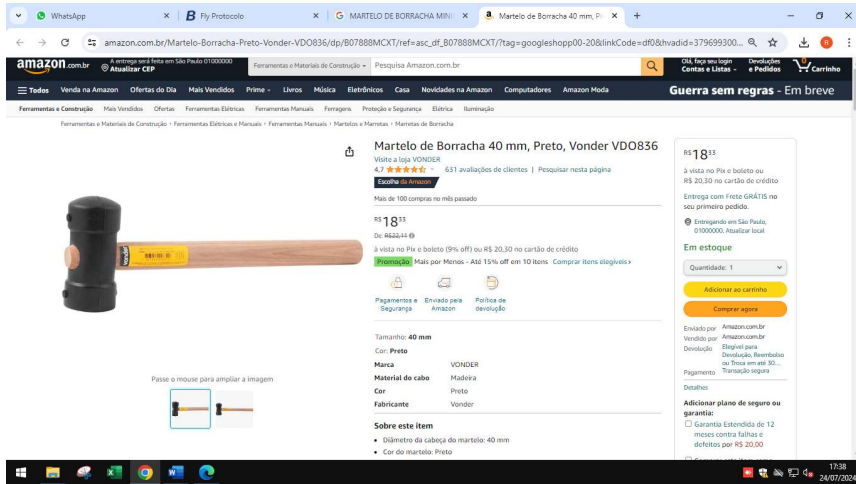 WhatsApp
Fly Protocolo
MARTELO DE BORRACHA MINI
Martelo de Borracha 40 mm, P
amazon.com.br/Martelo-Borracha-Preto-Vonder-VDO836/dp/B07888MCXT/ref=asc_df_B07888MCXT/?tag=googleshopp00-20&linkCode=df0&hvadid=379699300...
amazon.com.br
A entrega será feita em São Paulo 01000000
Atualizar CEP
Ferramentas e Materiais de Construção
Pesquisa Amazon.com.br
Olá, faça seu login
Contas e Listas
Devoluções
e Pedidos
0
Carrinho
Todos Venda na Amazon Ofertas do Dia Mais Vendidos Prime Livros Música Eletrônicos Casa Novidades na Amazon Computadores Amazon Moda
Guerra sem regras - Em breve
Ferramentas e Construção Mais Vendidos Ofertas Ferramentas Elétricas Ferramentas Manuais Ferragens Proteção e Segurança Elétrica Iluminação
Ferramentas e Materiais de Construção › Ferramentas Elétricas e Manuais › Ferramentas Manuais › Martelos e Marretas › Marretas de Borracha
vonder
Passe o mouse para ampliar a imagem
Martelo de Borracha 40 mm, Preto, Vonder VDO836
Visite a loja VONDER
4,7 631 avaliações de clientes | Pesquisar nesta página
Escolha da Amazon
Mais de 100 compras no mês passado
R$18 33
De: R$22,11
à vista no Pix e boleto (9% off) ou R$ 20,30 no cartão de crédito
Promoção Mais por Menos - Até 15% off em 10 itens Comprar itens elegíveis ›
Pagamentos e
Segurança
Enviado pela
Amazon
Política de
devolução
Tamanho: 40 mm
Cor: Preto
Marca VONDER
Material do cabo Madeira
Cor Preto
Fabricante Vonder
Sobre este item
• Diâmetro da cabeça do martelo: 40 mm
• Cor do martelo: Preto
R$18 33
à vista no Pix e boleto ou
R$ 20,30 no cartão de crédito
Entrega com Frete GRÁTIS no
seu primeiro pedido.
Entregando em São Paulo,
01000000. Atualizar local
Em estoque
Quantidade: 1
Adicionar ao carrinho
Comprar agora
Enviado por Amazon.com.br
Vendido por Amazon.com.br
Devolução Elegível para
Devolução, Reembolso
ou Troca em até 30...
Pagamento Transação segura
Detalhes
Adicionar plano de seguro ou
garantia:
Garantia Estendida de 12
meses contra falhas e
defeitos por R$ 20,00
17:38
24/07/2024